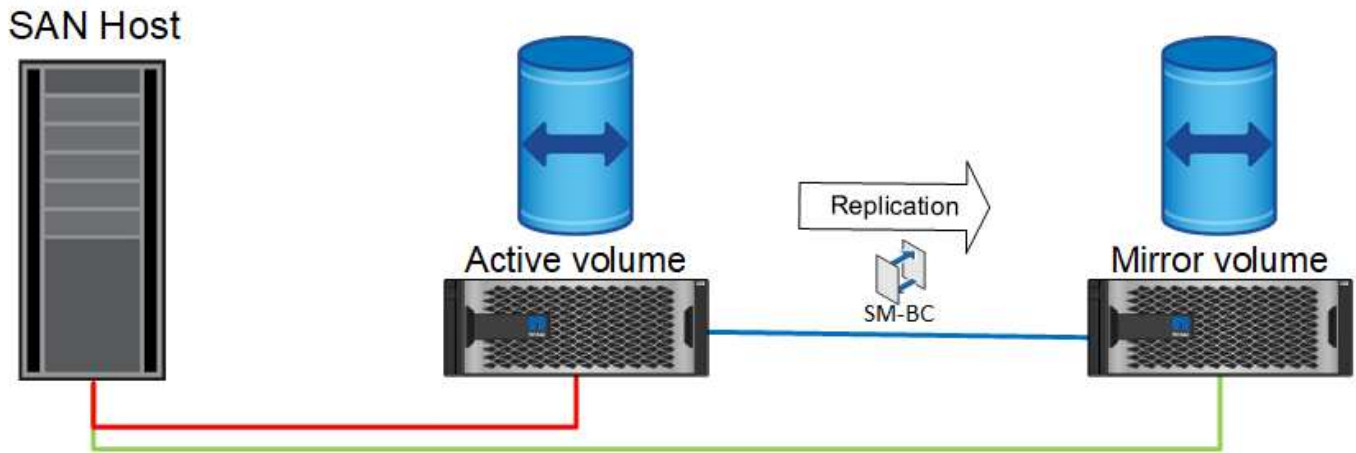 SAN Host
Replication
Active volume
Mirror volume
SM-BC